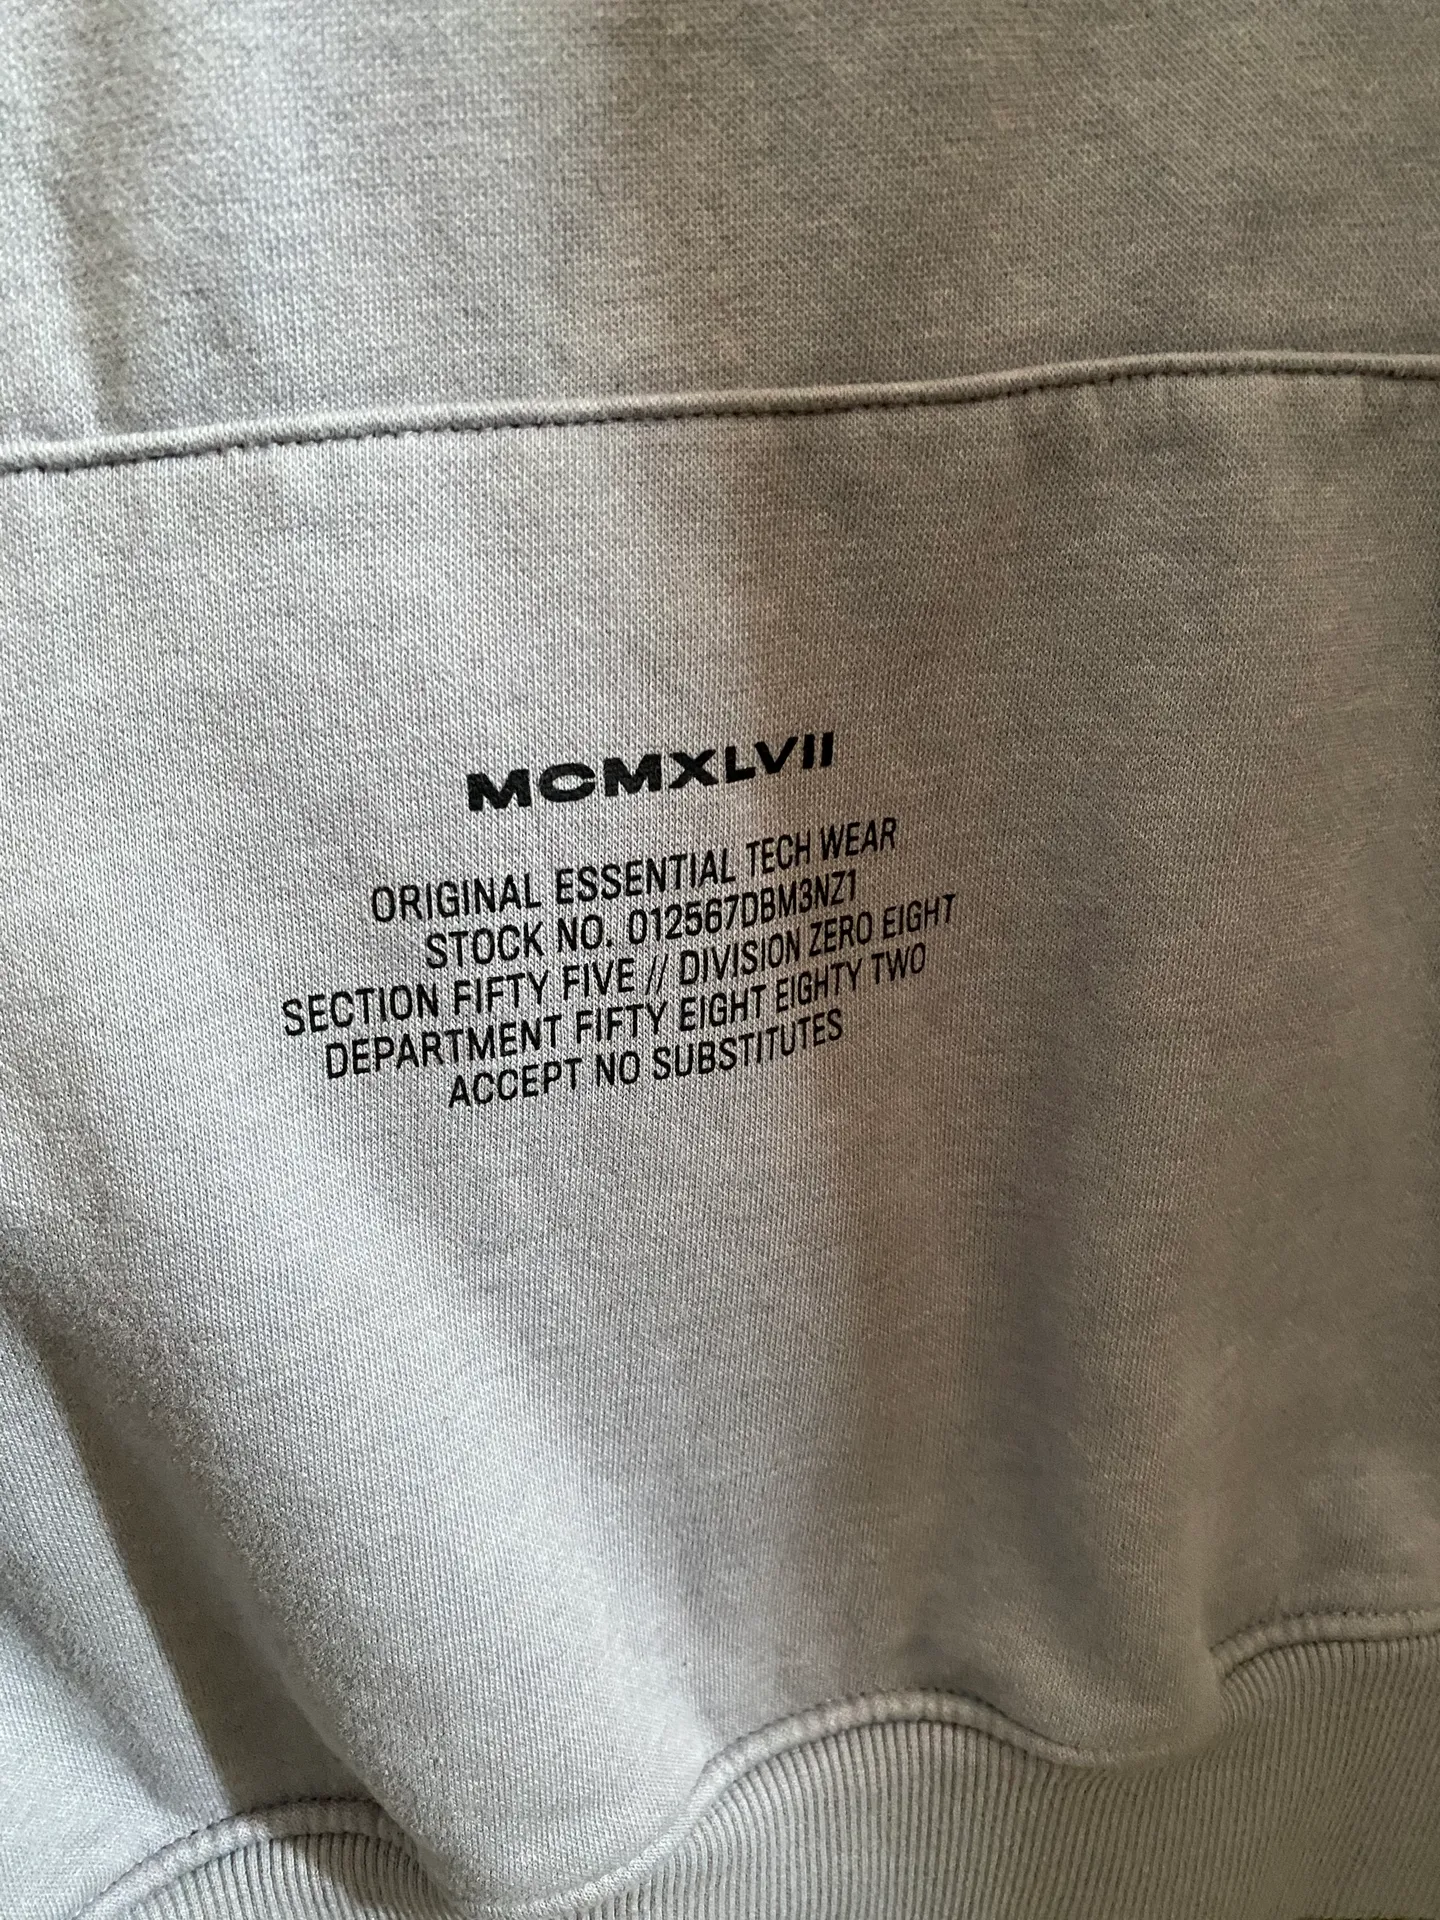 MCMXLVII
ORIGINAL ESSENTIAL TECH WEAR
STOCK NO. 012567DBM3NZ1
SECTION FIFTY FIVE // DIVISION ZERO EIGHT
DEPARTMENT FIFTY EIGHT EIGHTY TWO
ACCEPT NO SUBSTITUTES